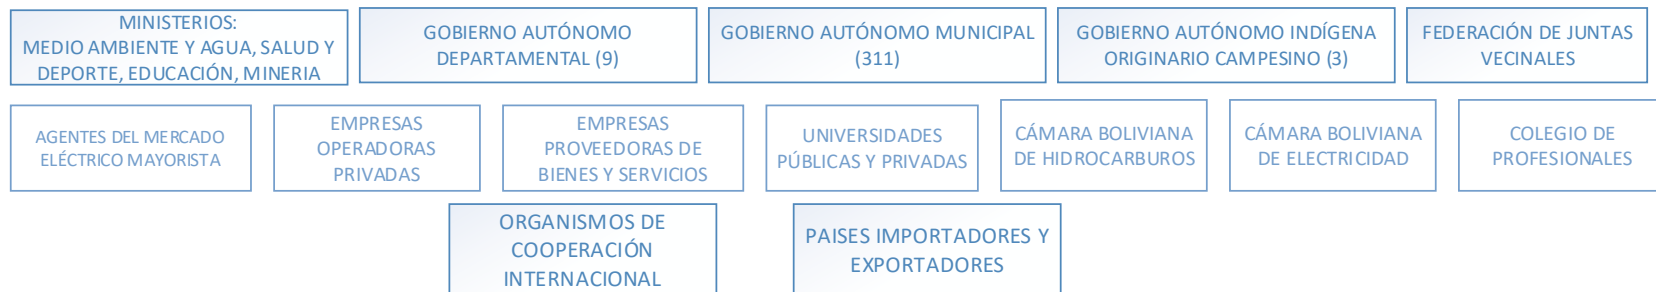 MINISTERIOS:
MEDIO AMBIENTE Y AGUA, SALUD Y
DEPORTE, EDUCACIÓN, MINERIA
GOBIERNO AUTÓNOMO
DEPARTAMENTAL (9)
GOBIERNO AUTÓNOMO MUNICIPAL
(311)
GOBIERNO AUTÓNOMO INDÍGENA
ORIGINARIO CAMPESINO (3)
FEDERACIÓN DE JUNTAS
VECINALES
AGENTES DEL MERCADO
ELÉCTRICO MAYORISTA
EMPRESAS
OPERADORAS
PRIVADAS
EMPRESAS
PROVEEDORAS DE
BIENES Y SERVICIOS
UNIVERSIDADES
PÚBLICAS Y PRIVADAS
CÁMARA BOLIVIANA
DE HIDROCARBUROS
CÁMARA BOLIVIANA
DE ELECTRICIDAD
COLEGIO DE
PROFESIONALES
ORGANISMOS DE
COOPERACIÓN
INTERNACIONAL
PAISES IMPORTADORES Y
EXPORTADORES